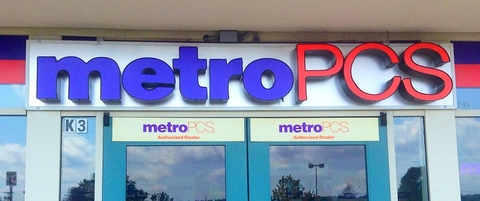 metroPCS
K3
metroPCS.
Authorized Dealer
metroPCS.
Authorized Dealer